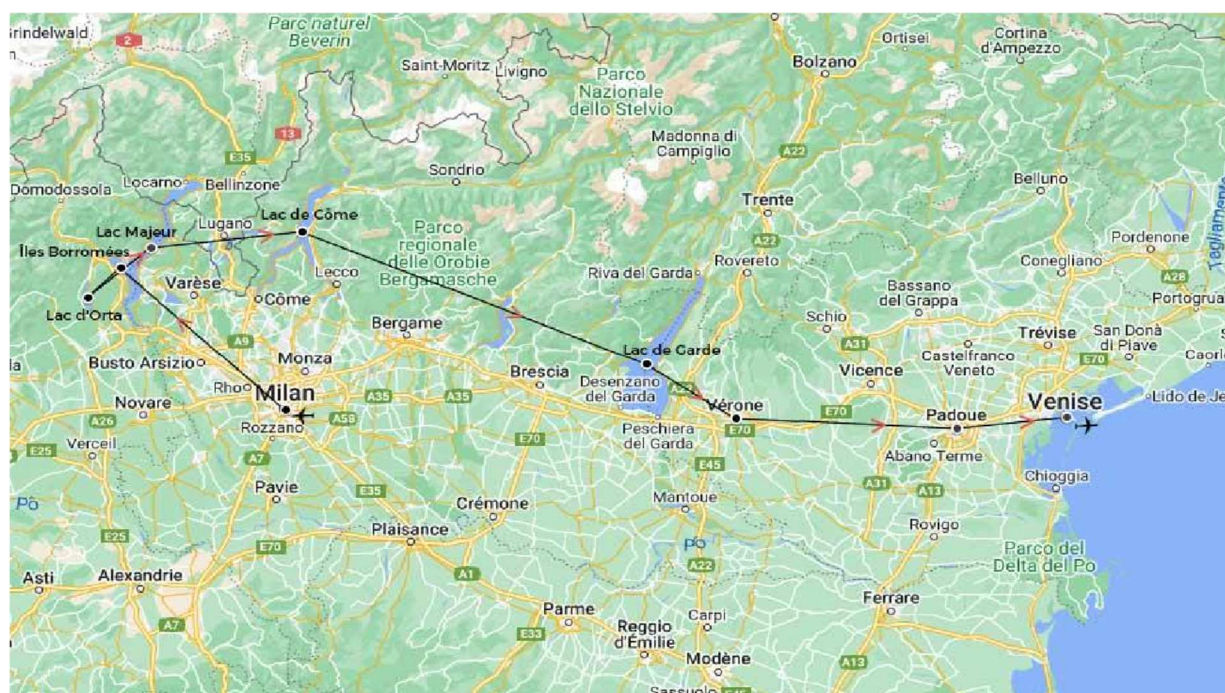 Grindelwald
2
Parc naturel
Beverin
Saint-Moritz
Livigno
Parco
Nazionale
dello Stelvio
Ortisei
Cortina
d'Ampezzo
Bolzano
13
A22
Madonna di
Campiglio
E35
Domodossola
Locarno
Bellinzone
Sondrio
Belluno
Trente
Tagliamento
Lac de Côme
Lac Majeur
Lugano
Parco
regionale
delle Orobie
Bergamasche
A22
Pordenone
Îles Borromées
Lecco
Riva del Garda
Rovereto
Conegliano
A28
Varèse
Côme
Bassano
del Grappa
Portogrua
Lac d'Orta
Bergame
Schio
Trévise
San Donà
di Piave
Busto Arsizio
A9
Monza
Lac de Garde
A31
Castelfranco
Veneto
E70
Caorle
Rho
Brescia
Desenzano
del Garda
Vicence
Milan
A35
A35
Vérone
E70
Padoue
Venise
Lido de Je
Novare
A26
A58
Rozzano
Peschiera
del Garda
E70
Abano Terme
Verceil
E25
A7
E70
E45
Chioggia
Pavie
E35
Crémone
Mantoue
A31
A13
Po
Rovigo
E25
Plaisance
Po
Parco del
Delta del Po
E70
A22
Asti
Alexandrie
A1
Ferrare
Parme
Carpi
A7
E33
Reggio
d'Émilie
Modène
A13
Sassuolo
E45